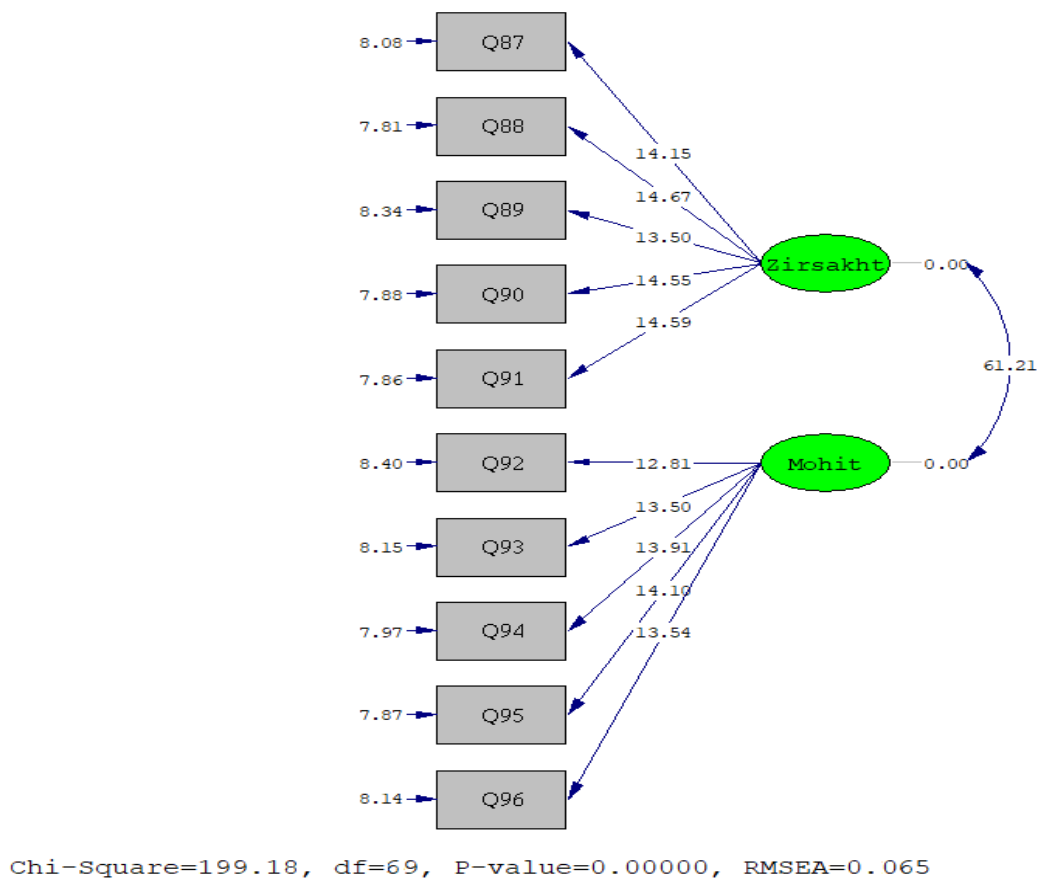 8.08 Q87
7.81 Q88
14.15
14.67
8.34 Q89
13.50
Zirsakht 0.00
14.55
7.88 Q90
14.59
61.21
7.86 Q91
8.40 Q92 12.81 Mohit 0.00
13.50
8.15 Q93
13.91
14.10
7.97 Q94
13.54
7.87 Q95
8.14 Q96
Chi-Square=199.18, df=69, P-value=0.00000, RMSEA=0.065